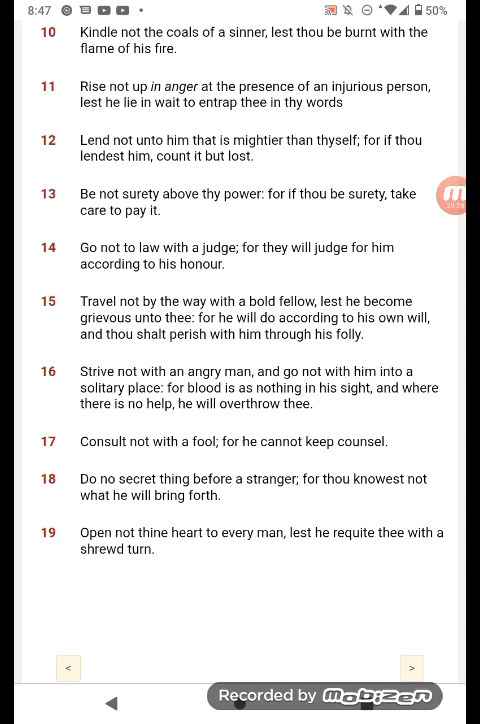 8:47
50%
10 Kindle not the coals of a sinner, lest thou be burnt with the
flame of his fire.
11 Rise not up in anger at the presence of an injurious person,
lest he lie in wait to entrap thee in thy words
12 Lend not unto him that is mightier than thyself; for if thou
lendest him, count it but lost.
13 Be not surety above thy power: for if thou be surety, take
care to pay it.
29:29
14 Go not to law with a judge; for they will judge for him
according to his honour.
15 Travel not by the way with a bold fellow, lest he become
grievous unto thee: for he will do according to his own will,
and thou shalt perish with him through his folly.
16 Strive not with an angry man, and go not with him into a
solitary place: for blood is as nothing in his sight, and where
there is no help, he will overthrow thee.
17 Consult not with a fool; for he cannot keep counsel.
18 Do no secret thing before a stranger; for thou knowest not
what he will bring forth.
19 Open not thine heart to every man, lest he requite thee with a
shrewd turn.
< >
Recorded by mobizen